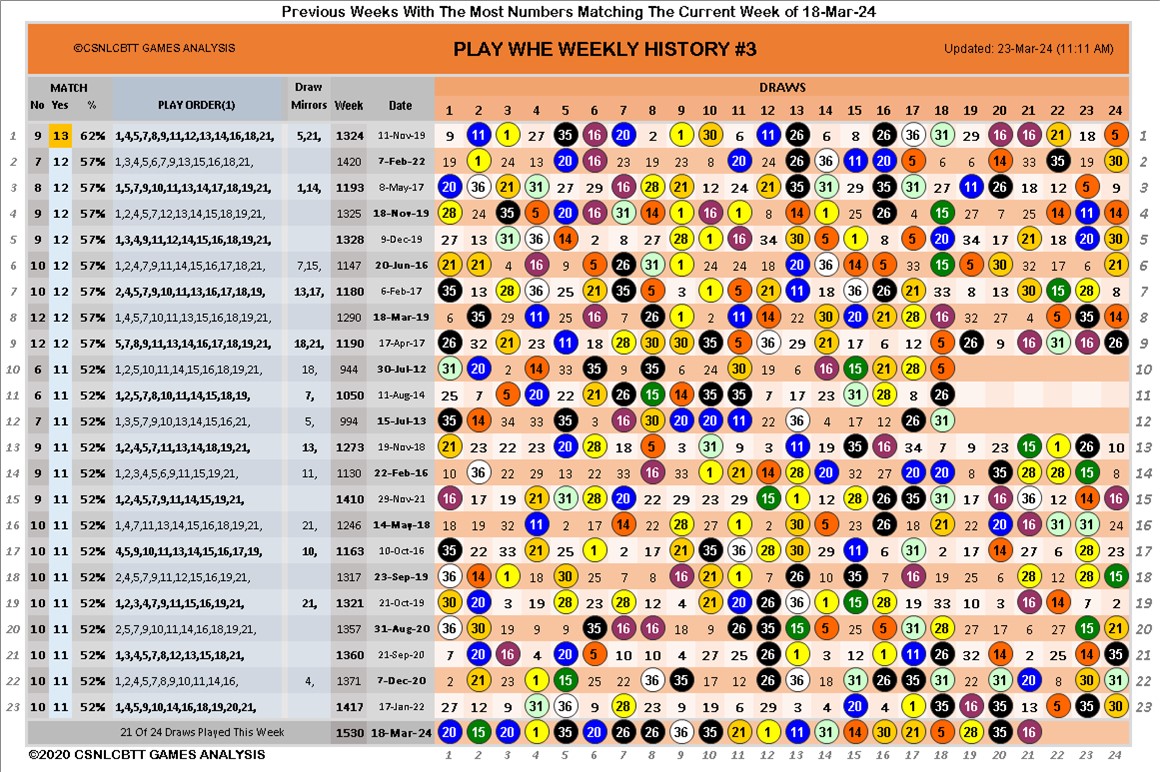 Previous Weeks With The Most Numbers Matching The Current Week of 18-Mar-24
©CSNLCBTT GAMES ANALYSIS PLAY WHE WEEKLY HISTORY #3 Updated: 23-Mar-24 (11:11 AM)
MATCH Draw DRAWS
No Yes % PLAY ORDER(1) Mirrors Week Date 1 2 3 4 5 6 7 8 9 10 11 12 13 14 15 16 17 18 19 20 21 22 23 24
1 9 13 62% 1,4,5,7,8,9,11,12,13,14,16,18,21, 5,21, 1324 11-Nov-19 9 11 1 27 35 16 20 2 1 30 6 11 26 6 8 16 36 31 29 16 16 21 18 5 1
2 7 12 57% 1,3,4,5,6,7,9,13,15,16,18,21, 1420 7-Feb-22 19 1 24 13 20 16 23 19 23 8 20 24 26 36 11 20 5 6 6 14 33 35 19 30 2
3 8 12 57% 1,5,7,9,10,11,13,14,17,18,19,21, 1,14, 1193 8-May-17 20 36 21 31 27 29 16 28 21 12 24 21 35 31 29 35 31 27 11 26 18 12 5 9 3
4 9 12 57% 1,2,4,5,7,12,13,14,15,18,19,21, 1325 18-Nov-19 28 24 35 5 20 16 31 14 1 16 1 8 14 1 25 26 4 15 27 7 25 14 11 14 4
5 9 12 57% 1,3,4,9,11,12,14,15,16,18,19,21, 1328 9-Dec-19 27 13 31 36 14 2 8 27 28 1 16 34 30 5 1 8 5 20 34 17 21 18 20 30 5
6 10 12 57% 1,2,4,7,9,11,14,15,16,17,18,21, 7,15, 1147 20-Jun-16 21 21 4 16 9 5 26 31 1 24 24 18 20 36 14 5 33 15 5 30 32 17 6 21 6
7 10 12 57% 2,4,5,7,9,10,11,13,16,17,18,19, 13,17, 1180 6-Feb-17 35 13 28 36 25 21 35 5 3 1 5 21 11 18 36 26 21 33 8 13 30 15 28 8 7
8 12 12 57% 1,4,5,7,10,11,13,15,18,19,21, 1290 18-Mar-19 6 35 29 11 25 16 7 26 1 2 11 14 22 30 20 21 28 16 32 27 4 5 35 14 8
9 12 12 57% 5,7,8,9,11,13,14,16,17,18,19,21, 18,21, 1190 17-Apr-17 26 32 21 23 11 18 28 30 30 35 5 36 29 21 17 6 12 5 26 9 16 31 16 26 9
10 6 11 52% 1,2,5,10,11,14,15,16,18,19,21, 18, 944 30-Jul-12 31 20 2 14 33 35 9 35 6 24 30 19 6 16 15 21 28 5 10
11 6 11 52% 1,2,5,7,8,10,11,14,15,18,19, 7, 1050 11-Aug-14 25 7 5 20 22 21 26 15 14 35 35 7 17 23 31 28 8 26 11
12 7 11 52% 1,3,5,7,9,10,13,14,15,16,21, 5, 994 15-Jul-13 35 14 34 33 35 3 16 30 20 20 11 2 36 4 17 12 26 31 12
13 9 11 52% 1,2,4,5,7,11,13,14,18,19,21, 13, 1273 19-Nov-18 21 23 22 23 20 28 18 5 3 31 9 3 11 19 35 16 34 7 9 23 15 1 26 10 13
14 9 11 52% 1,2,3,4,5,6,9,11,15,19,21, 11, 1130 22-Feb-16 10 36 22 29 13 22 33 16 33 1 21 14 28 20 32 27 20 20 8 35 28 28 15 8 14
15 9 11 52% 1,2,4,5,7,9,11,14,15,19,21, 1410 29-Nov-21 16 17 19 21 31 28 20 22 29 23 29 15 1 12 28 26 35 31 17 20 36 12 14 16 15
16 10 11 52% 1,4,7,11,13,14,15,16,18,19,21, 21, 1246 14-May-18 18 19 32 11 2 17 14 22 28 27 1 2 30 5 23 26 18 21 22 20 16 31 31 24 16
17 10 11 52% 4,5,9,10,11,13,14,15,16,17,19, 10, 1163 10-Oct-16 35 22 33 21 25 1 2 17 21 35 36 28 30 29 11 6 31 2 17 14 27 6 28 23 17
18 10 11 52% 2,4,5,7,9,11,12,15,16,19,21, 1317 23-Sep-19 36 14 1 18 30 25 7 8 16 21 1 7 26 10 35 7 16 19 25 6 28 12 28 15 18
19 10 11 52% 1,2,3,4,7,9,11,15,16,19,21, 21, 1321 21-Oct-19 30 20 3 19 28 23 28 12 4 21 20 26 36 1 15 28 19 33 10 3 16 14 7 2 19
20 10 11 52% 2,5,7,9,10,11,14,16,18,19,21, 1357 31-Aug-20 36 30 19 9 9 35 16 16 18 9 26 35 15 5 25 5 31 28 27 17 6 23 15 21 20
21 10 11 52% 1,3,4,5,7,8,12,13,15,18,21, 1360 21-Sep-20 7 20 16 4 20 5 10 10 4 27 25 26 1 3 12 1 11 26 32 14 2 25 14 35 21
22 10 11 52% 1,2,4,5,7,8,9,10,11,14,16, 4, 1371 7-Dec-20 2 21 23 1 15 25 22 36 35 17 12 26 36 18 31 26 35 31 21 31 20 8 30 31 22
23 10 11 52% 1,4,5,9,10,14,16,18,19,20,21, 1417 17-Jan-22 27 12 9 31 36 9 28 23 9 19 6 29 3 4 20 4 1 35 16 35 13 5 35 30 23
21 Of 24 Draws Played This Week 1530 18-Mar-24 20 15 20 1 35 20 26 26 36 35 11 1 11 31 14 30 21 5 28 35 16
©2020 CSNLCBTT GAMES ANALYSIS 1 2 3 4 5 6 7 8 9 10 11 12 13 14 15 16 17 18 19 20 21 22 23 24